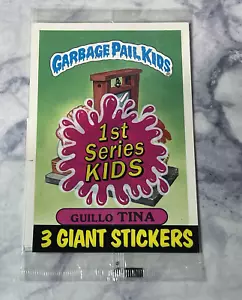 GARBAGE PAIL KIDS
1st
Series
KIDS
GUILLO TINA
3 GIANT STICKERS